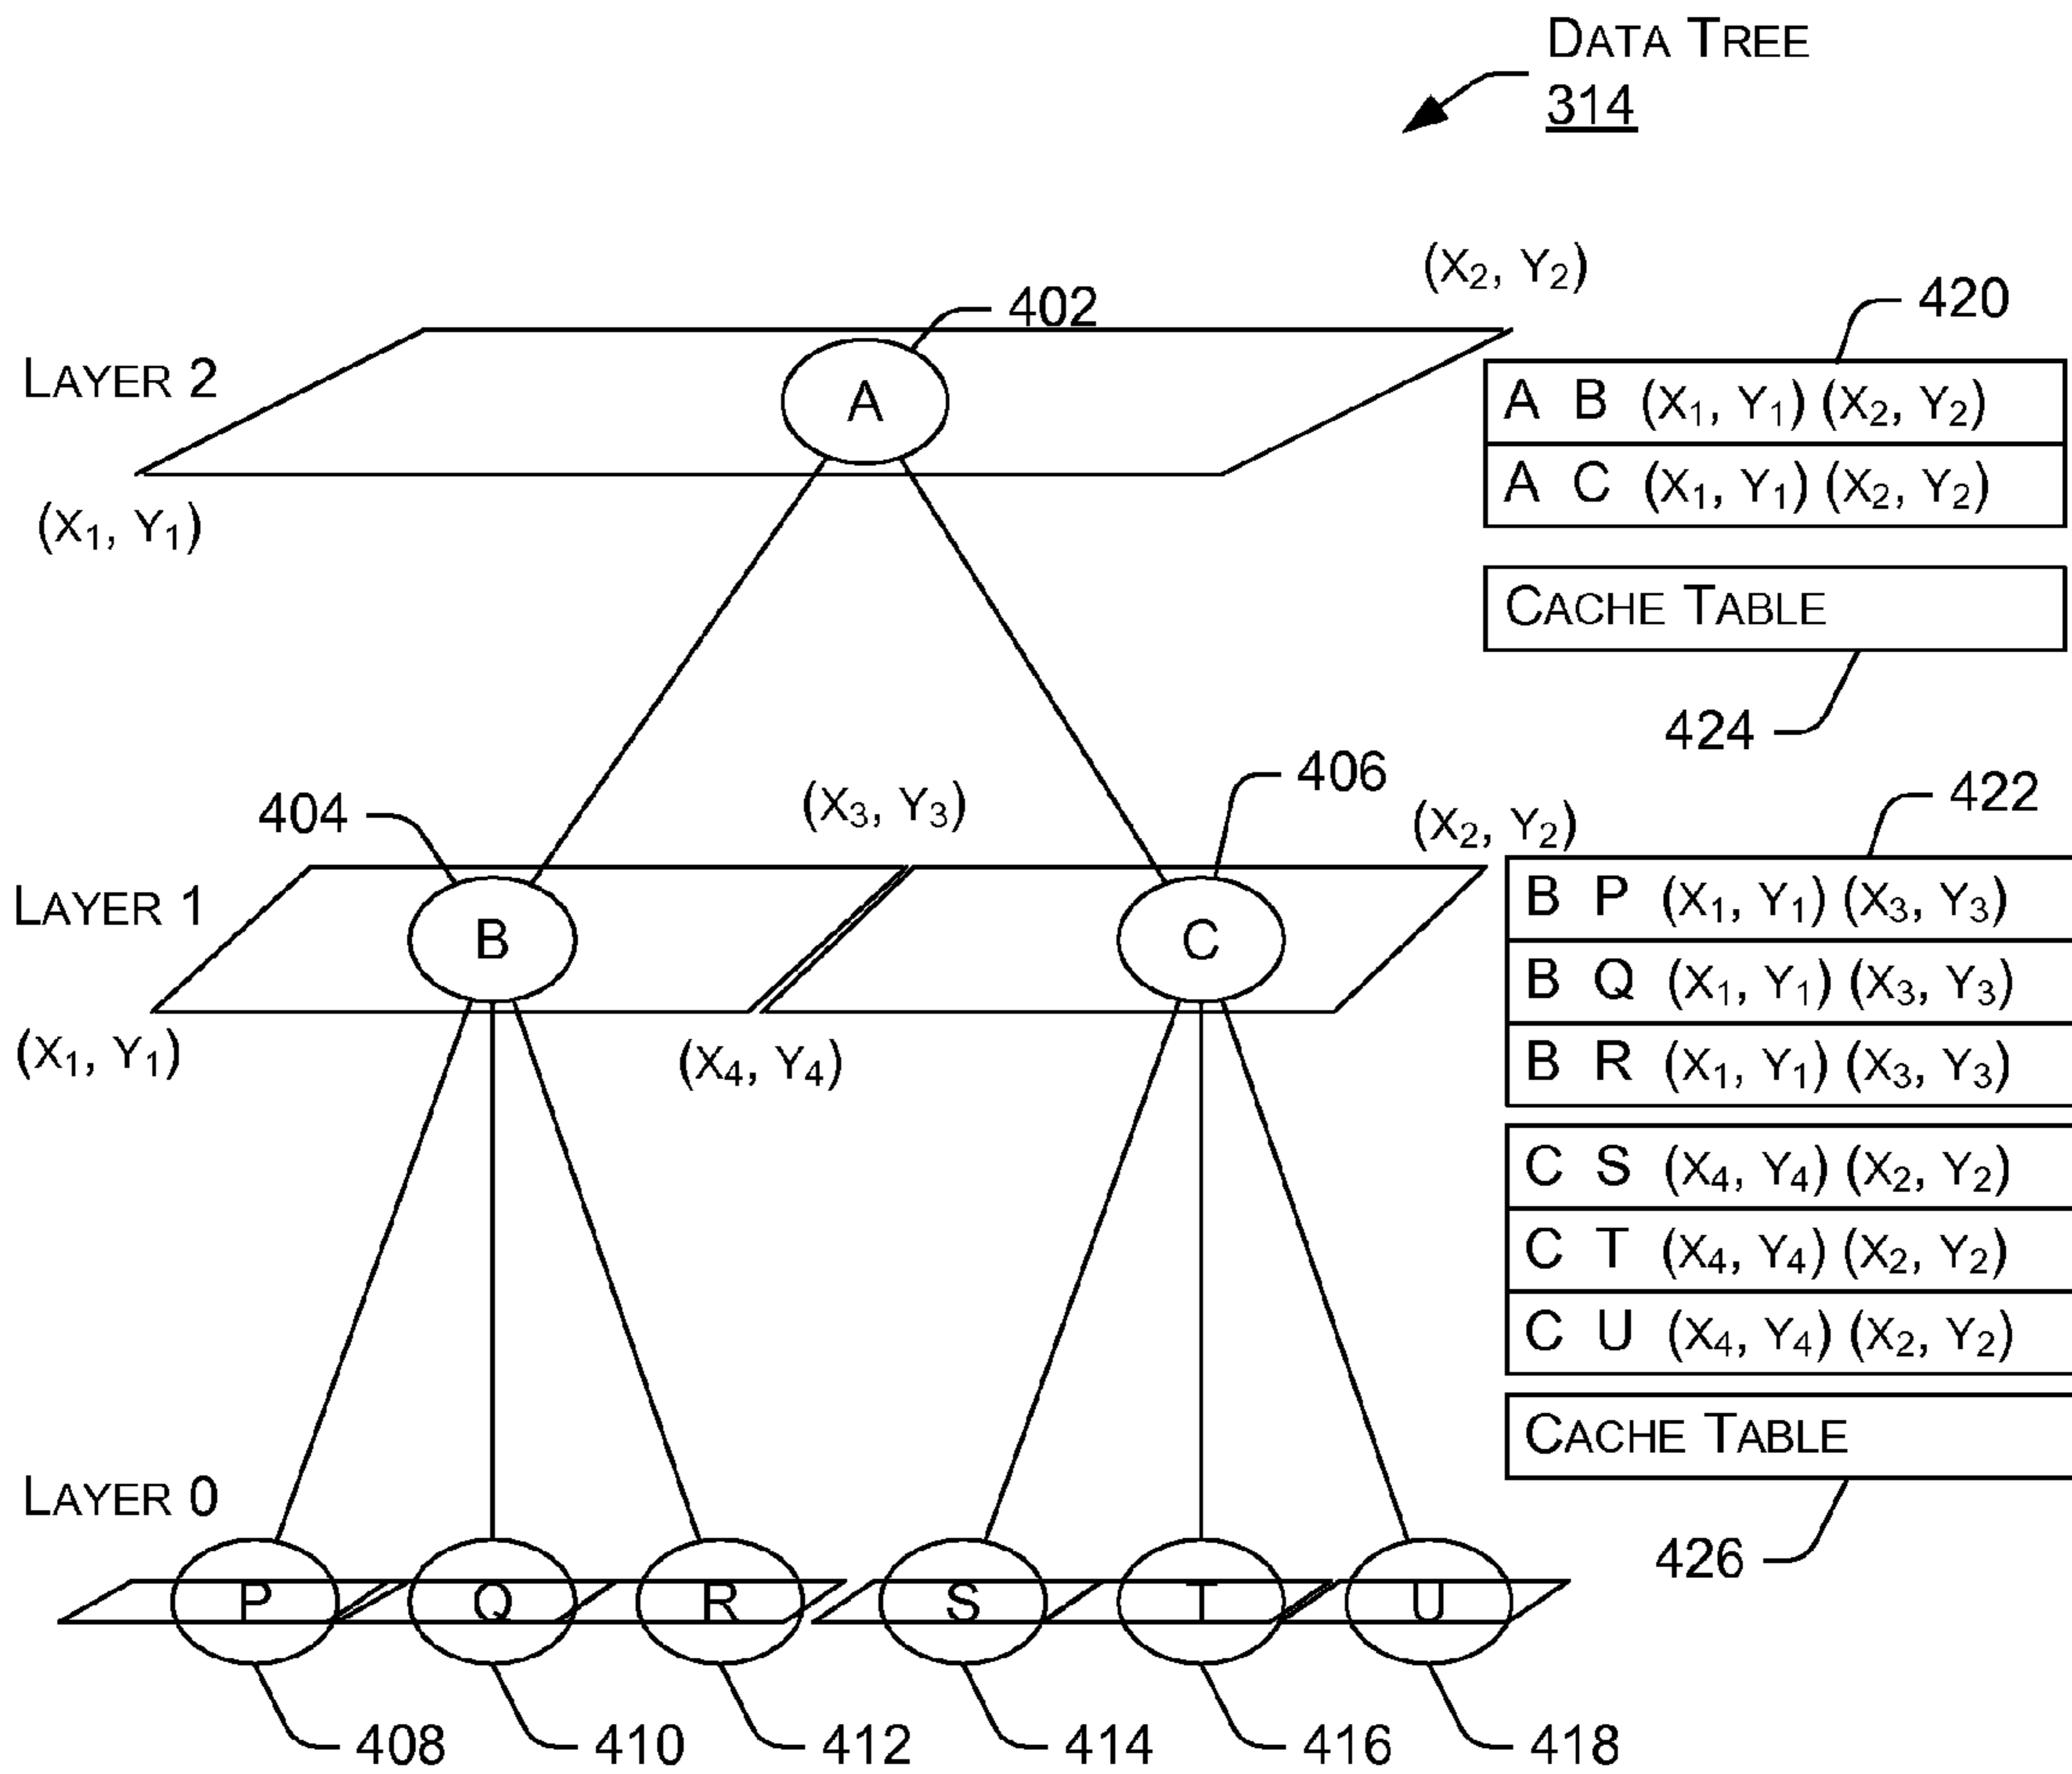 DATA TREE
314
(X2, Y2)
402
420
LAYER 2
A
A B (X1, Y1) (X2, Y2)
A C (X1, Y1) (X2, Y2)
(X1, Y1)
CACHE TABLE
424
404
(X3, Y3)
406
(X2, Y2)
422
LAYER 1
B
C
B P (X1, Y1) (X3, Y3)
B Q (X1, Y1) (X3, Y3)
B R (X1, Y1) (X3, Y3)
(X1, Y1)
(X4, Y4)
C S (X4, Y4) (X2, Y2)
C T (X4, Y4) (X2, Y2)
C U (X4, Y4) (X2, Y2)
CACHE TABLE
426
LAYER 0
P Q R S T U
408 410 412 414 416 418